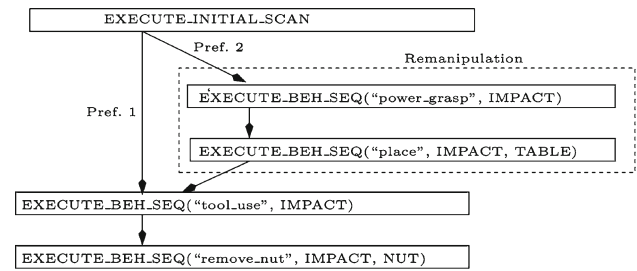 EXECUTE_INITIAL_SCAN
Pref. 2
Remanipulation
EXECUTE_BEH_SEQ(“power_grasp”, IMPACT)
Pref. 1
EXECUTE_BEH_SEQ(“place”, IMPACT, TABLE)
EXECUTE_BEH_SEQ(“tool_use”, IMPACT)
EXECUTE_BEH_SEQ(“remove_nut”, IMPACT, NUT)